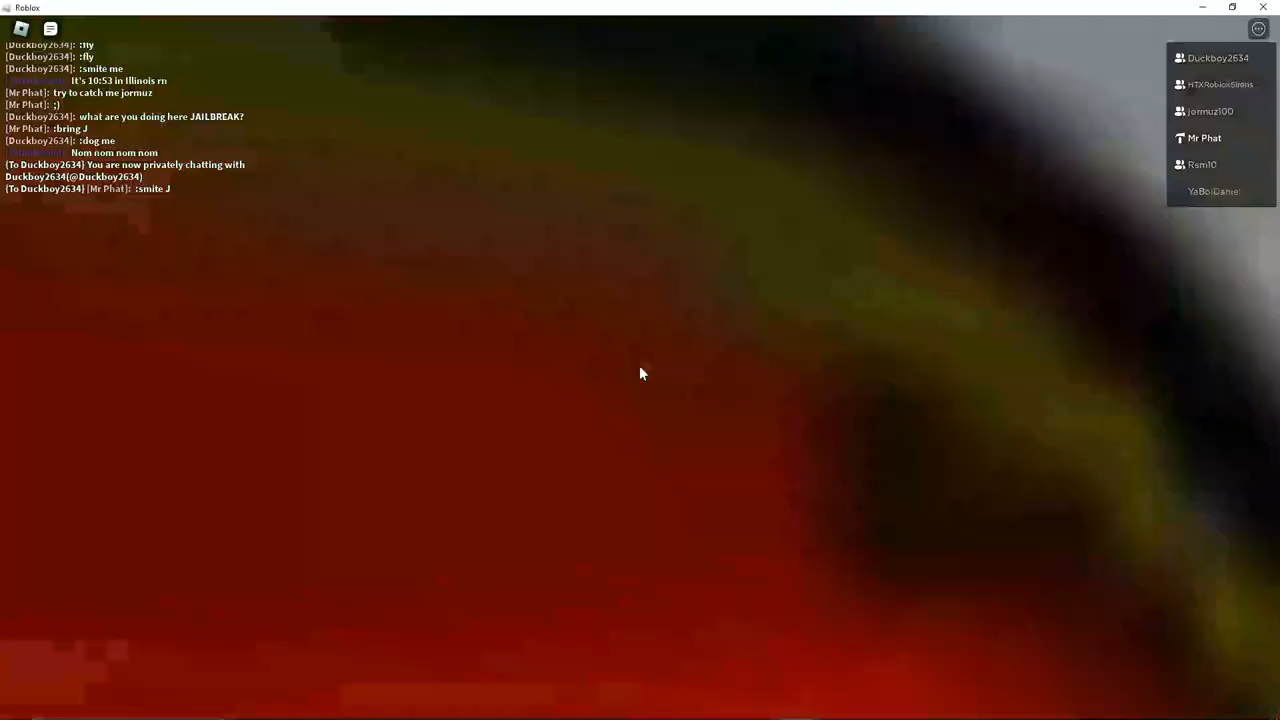 Roblox
[Duckboy2634]: :fly
[Duckboy2634]: :fly
[Duckboy2634]: :smite me
It's 10:53 in Illinois rn
[Mr Phat]: try to catch me jormuz
[Mr Phat]: ;)
[Duckboy2634]: what are you doing here JAILBREAK?
[Mr Phat]: :bring J
[Duckboy2634]: :dog me
Nom nom nom nom
{To Duckboy2634} You are now privately chatting with
Duckboy2634(@Duckboy2634)
{To Duckboy2634} [Mr Phat]: :smite J
Duckboy2634
HTXRobloxSirens
Jormuz100
Mr Phat
Rsm10
YaBoiDaniel